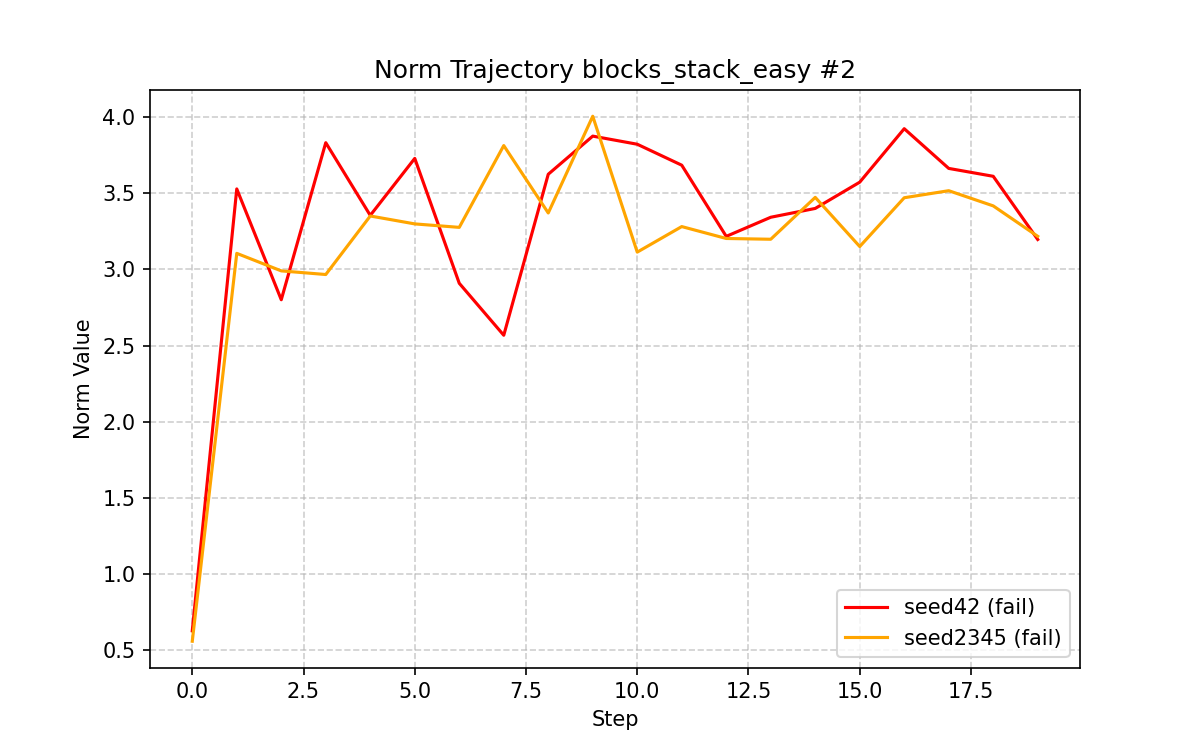 Norm Trajectory blocks_stack_easy #2
Norm Value
4.0
3.5
3.0
2.5
2.0
1.5
1.0
0.5
seed42 (fail)
seed2345 (fail)
0.0 2.5 5.0 7.5 10.0 12.5 15.0 17.5
Step